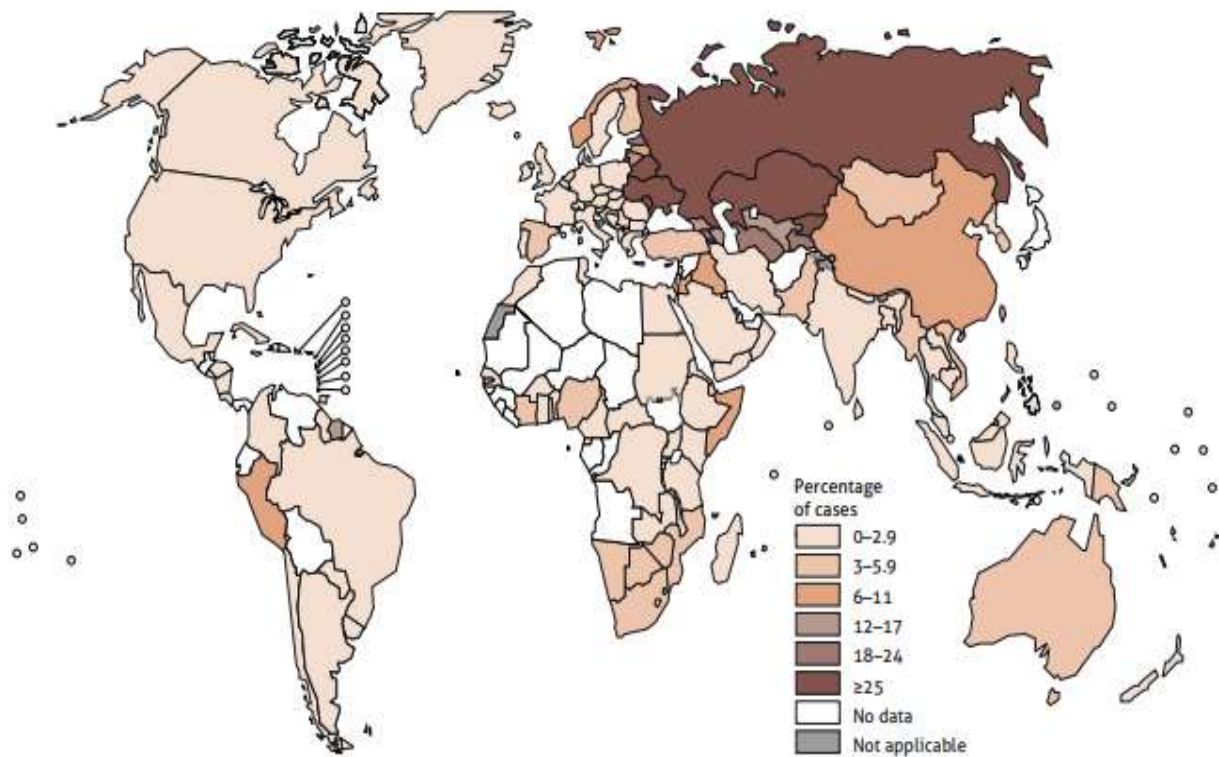 Percentage
of cases
0–2.9
3–5.9
6–11
12–17
18–24
≥25
No data
Not applicable